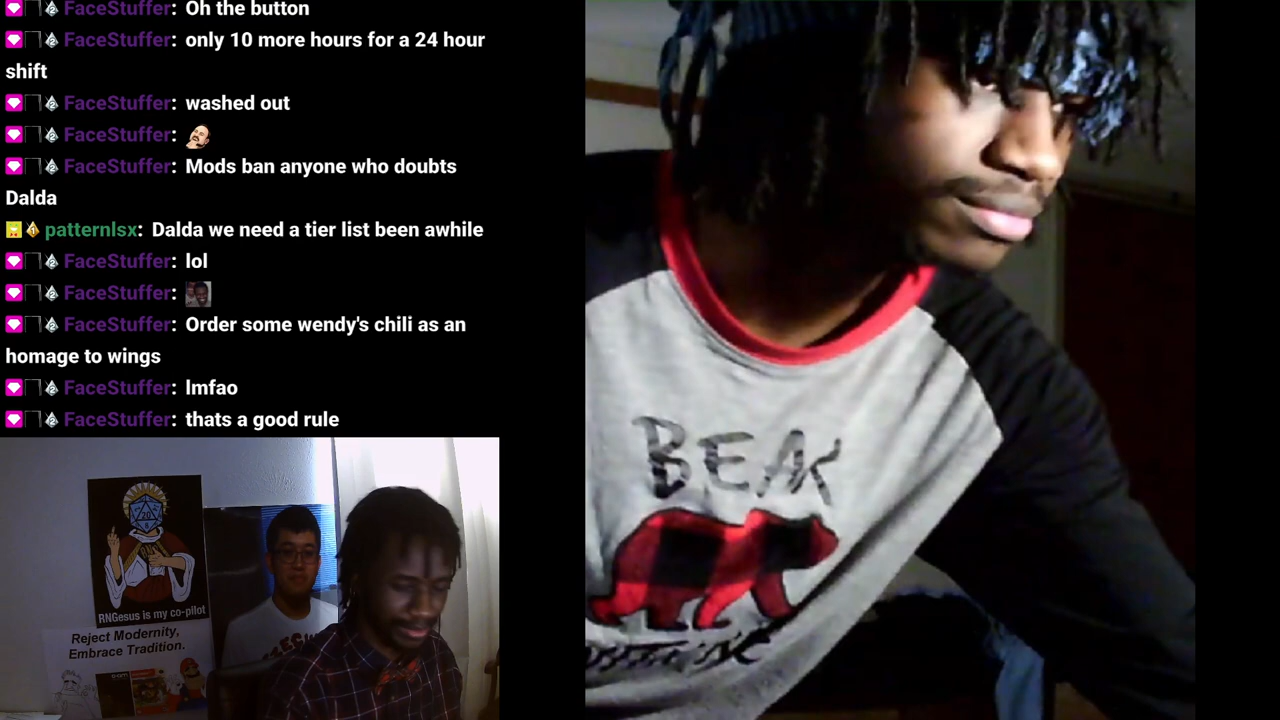 FaceStuffer: Oh the button
FaceStuffer: only 10 more hours for a 24 hour
shift
FaceStuffer: washed out
FaceStuffer:
FaceStuffer: Mods ban anyone who doubts
Dalda
patternlsx: Dalda we need a tier list been awhile
FaceStuffer: lol
FaceStuffer:
FaceStuffer: Order some wendy's chili as an
homage to wings
FaceStuffer: lmfao
FaceStuffer: thats a good rule
BEAR
20
RNGesus is my co-pilot
Reject Modernity,
Embrace Tradition.